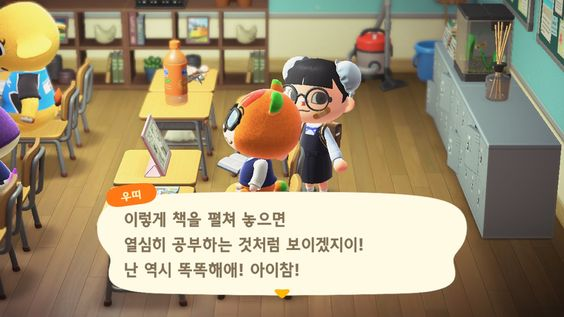 우띠
이렇게 책을 펼쳐 놓으면
열심히 공부하는 것처럼 보이겠지이!
난 역시 똑똑해애! 아이참!